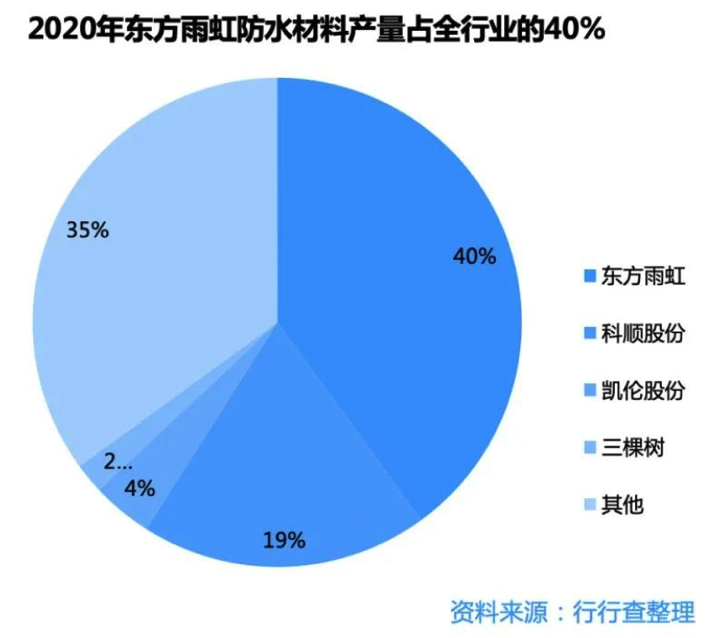 2020年东方雨虹防水材料产量占全行业的40%
35%
40%
2...
4%
19%
东方雨虹
科顺股份
凯伦股份
三棵树
其他
资料来源：行行查整理